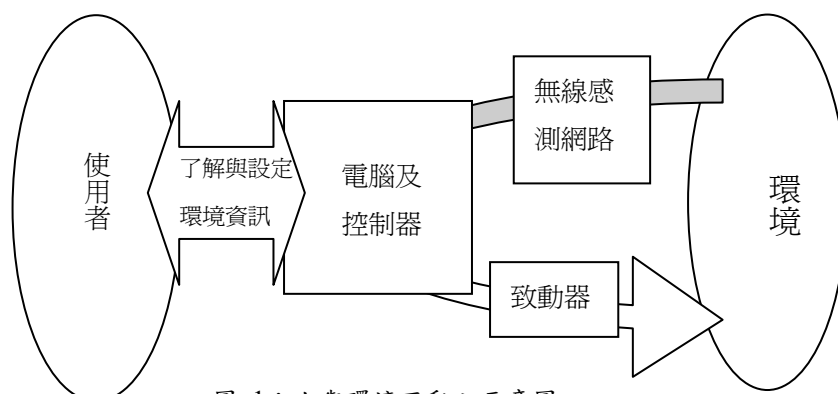 使用者
了解與設定
環境資訊
電腦及
控制器
無線感
測網路
致動器
環境